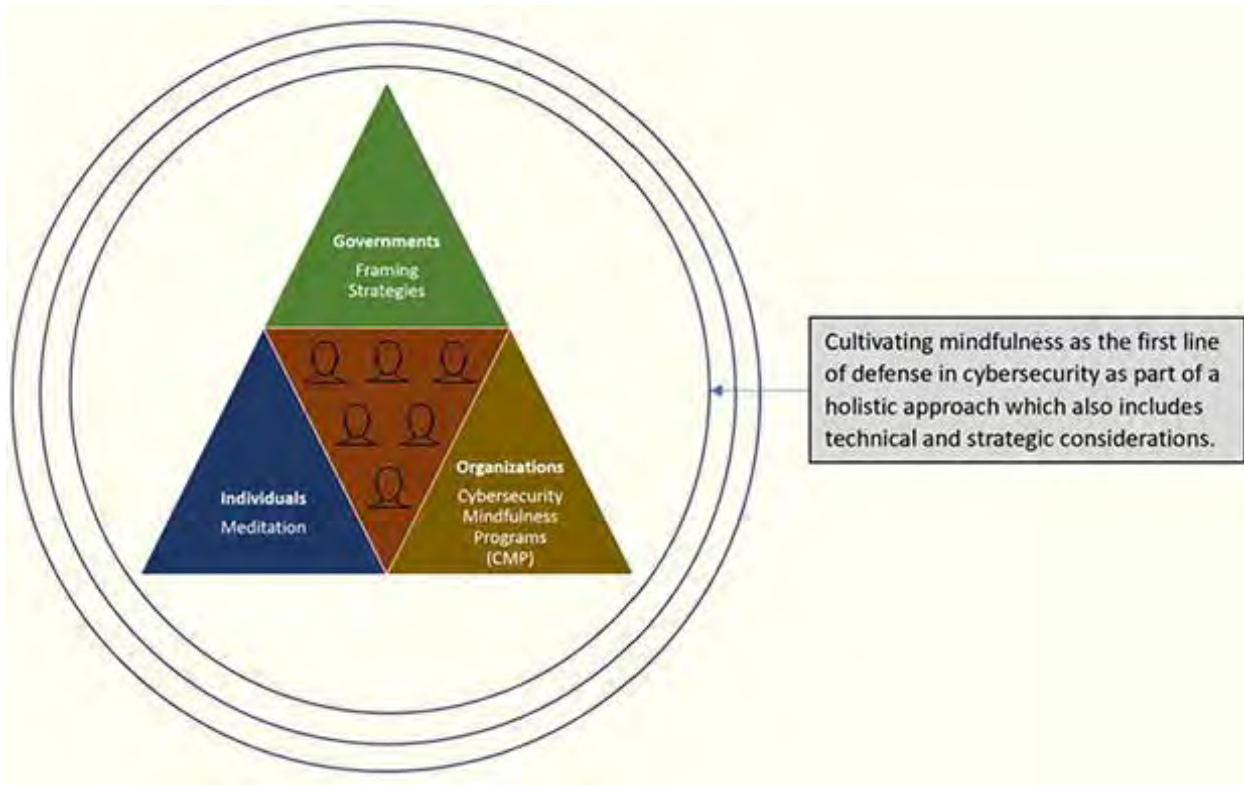 Governments
Framing
Strategies
Individuals
Meditation
Organizations
Cybersecurity
Mindfulness
Programs
(CMP)
Cultivating mindfulness as the first line
of defense in cybersecurity as part of a
holistic approach which also includes
technical and strategic considerations.